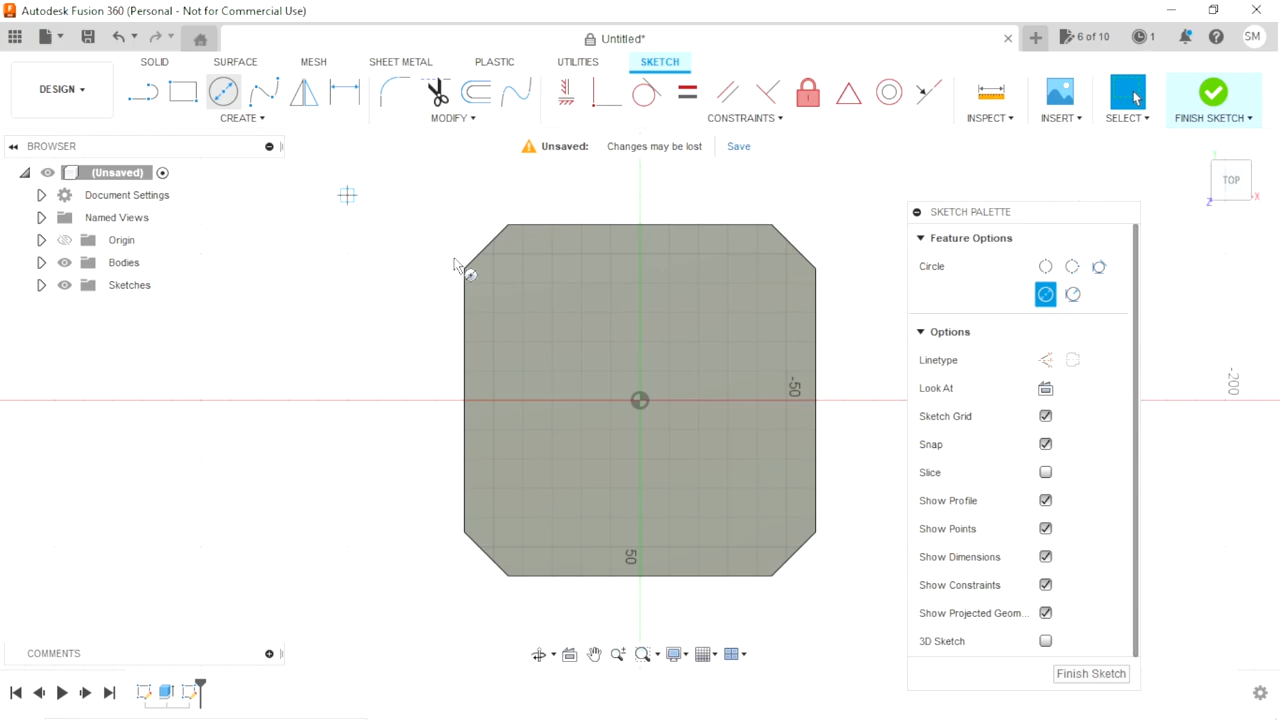 Autodesk Fusion 360 (Personal - Not for Commercial Use)
Untitled*
6 of 10
1
SM
SOLID SURFACE MESH SHEET METAL PLASTIC UTILITIES SKETCH
DESIGN
CREATE MODIFY CONSTRAINTS INSPECT INSERT SELECT FINISH SKETCH
BROWSER
Unsaved: Changes may be lost Save
(Unsaved)
Document Settings
Named Views
Origin
Bodies
Sketches
TOP
Y
Z
X
SKETCH PALETTE
Feature Options
Circle
Options
Linetype
Look At
Sketch Grid
Snap
Slice
Show Profile
Show Points
Show Dimensions
Show Constraints
Show Projected Geom...
3D Sketch
Finish Sketch
-50
-200
50
COMMENTS